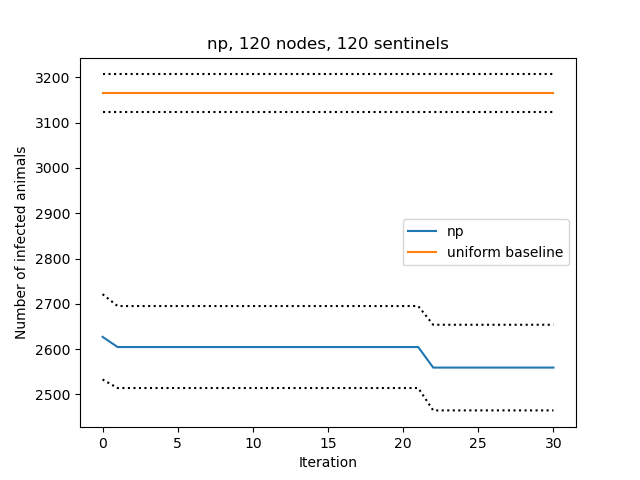 np, 120 nodes, 120 sentinels
Number of infected animals
3200
3100
3000
2900
2800
2700
2600
2500
np
uniform baseline
0 5 10 15 20 25 30
Iteration